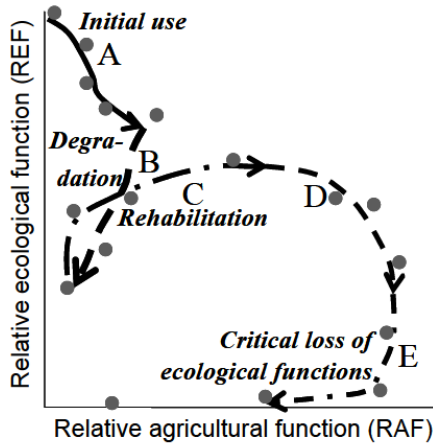 Initial use
A
Degra-
dation
B
C
Rehabilitation
D
Critical loss of
ecological functions
E
Relative ecological function (REF)
Relative agricultural function (RAF)